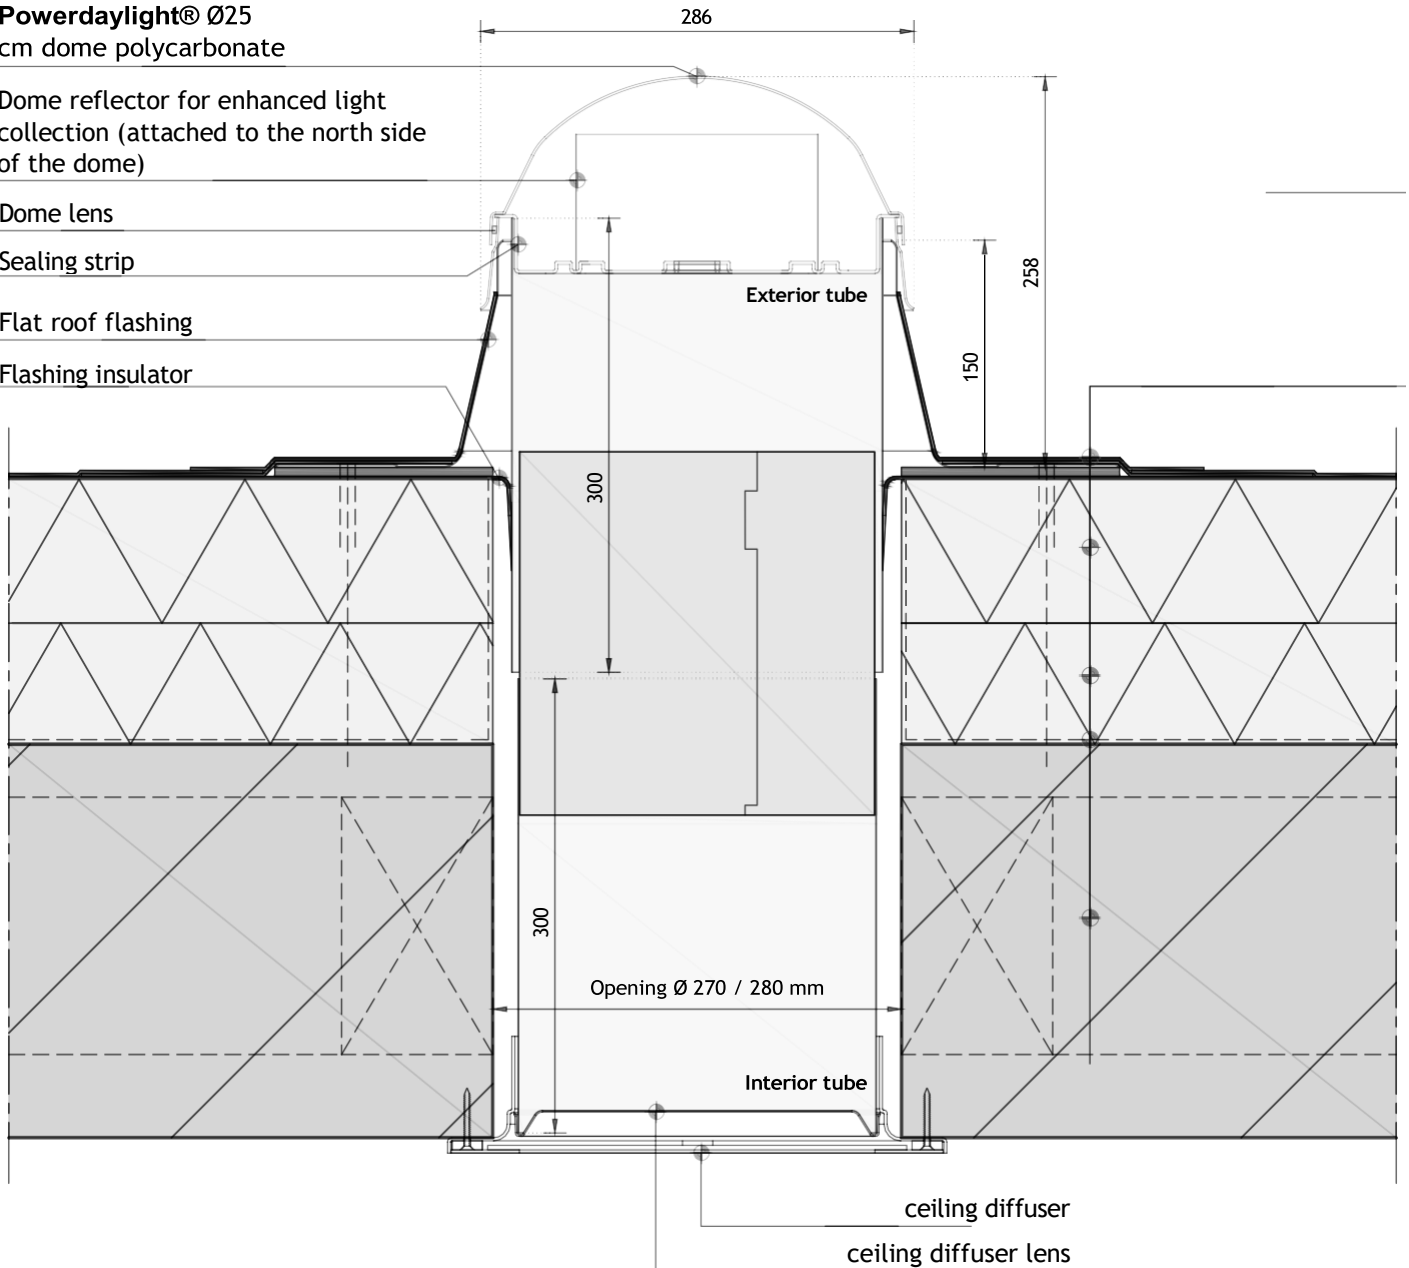 Powerdaylight® Ø25
cm dome polycarbonate
Dome reflector for enhanced light
collection (attached to the north side
of the dome)
Dome lens
Sealing strip
Flat roof flashing
Flashing insulator
286
258
150
Exterior tube
300
300
Opening Ø 270 / 280 mm
Interior tube
ceiling diffuser
ceiling diffuser lens